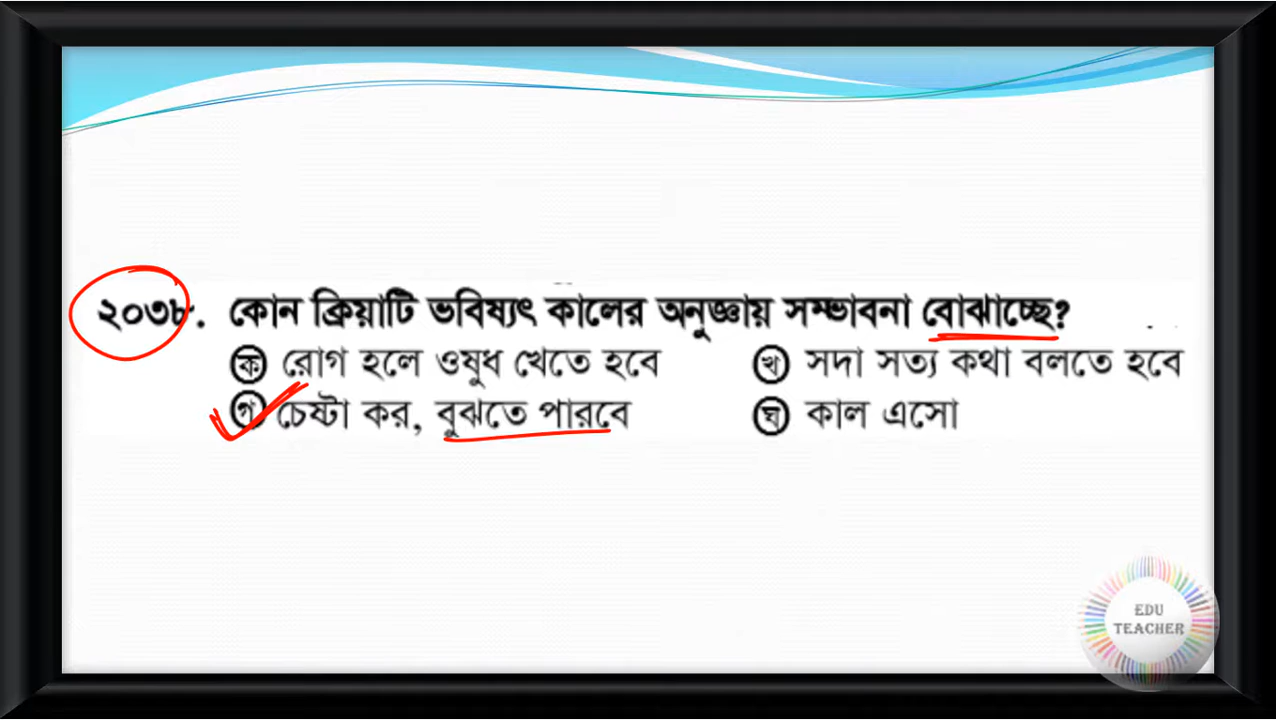 ২০৩৮. কোন ক্রিয়াটি ভবিষ্যৎ কালের অনুজ্ঞায় সম্ভাবনা বোঝাচ্ছে?
ক রোগ হলে ওষুধ খেতে হবে খ সদা সত্য কথা বলতে হবে
গ চেষ্টা কর, বুঝতে পারবে ঘ কাল এসো
EDU
TEACHER